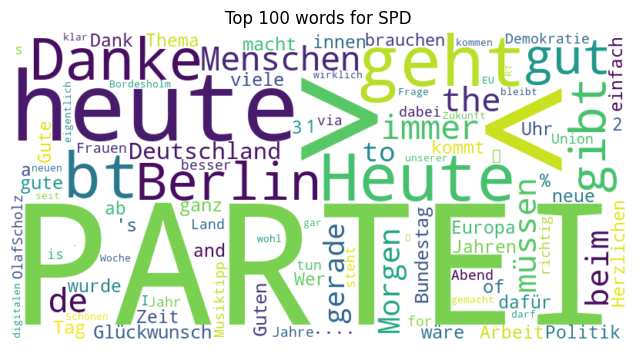 Top 100 words for SPD
s
klar
Dank
Thema
macht
innen
brauchen
kommen
Demokratie
Danke
Menschen
geht
gut
einfach
viele
wirklich
EU
RT
Bordesholm
eigentlich
heute
>
<
the
Frage
bleibt
gibt
Gute
3
1
via
dabei
Zukunft
Uhr
2
Frauen
Deutschland
immer
kommt
Union
a
neuen
bt
besser
to
unserer
%
gute
seit
Berlin
Heute
neue
OlafScholz
ab
ganz
's
Land
gar
PARTEI
Europa
Jahren
müssen
richtig
beim
Herzlichen
is
and
wohl
gerade
steht
Morgen
Bundestag
Woche
Musiktipp
tun
Wer
Abend
de
wurde
I
Jahr
Guten
of
dafür
gemacht
digitalen
Schönen
Tag
Zeit
for
darf
Glückwunsch
Jahre
....
wäre
Arbeit
Politik